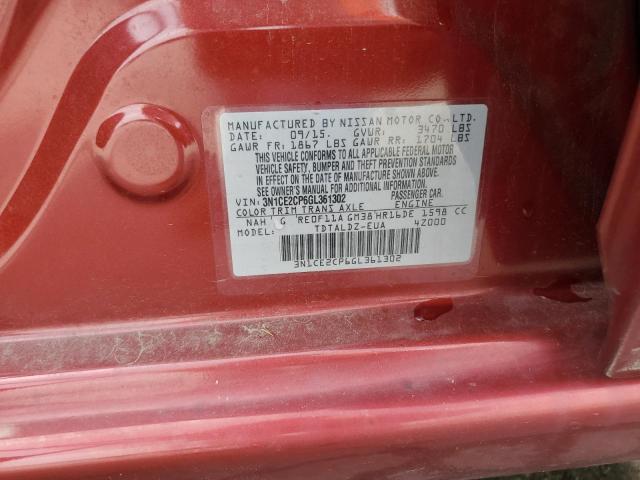 MANUFACTURED BY NISSAN MOTOR CO.,LTD.
DATE: 09/15. GVWR: 3470 LBS
GAWR FR: 1867 LBS GAWR RR: 1704 LBS
THIS VEHICLE CONFORMS TO ALL APPLICABLE FEDERAL MOTOR
VEHICLE SAFETY, BUMPER AND THEFT PREVENTION STANDARDS
IN EFFECT ON THE DATE OF MANUFACTURE SHOWN ABOVE.
SEE OWNER'S MANUAL FOR ADDITIONAL INFORMATION.
VIN: 3N1CE2CP6GL361302 PASSENGER CAR
COLOR TRIM TRANS AXLE ENGINE
NAH G RE0F11A GM38 HR16DE 1598 CC
MODEL: TDTALDZ-EUA 4Z000
3N1CE2CP6GL361302